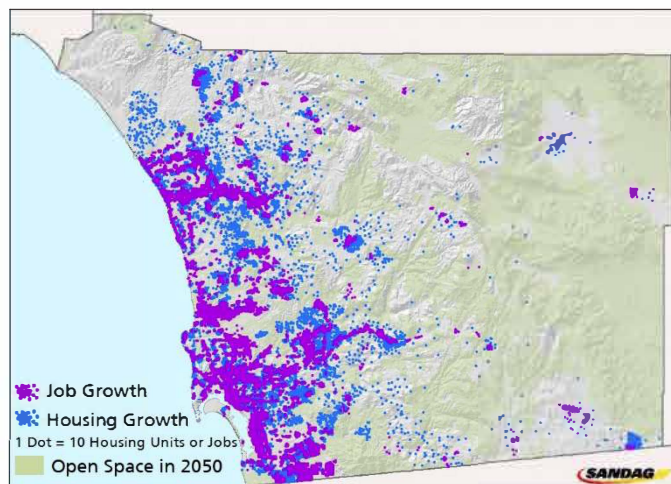 Job Growth
Housing Growth
1 Dot = 10 Housing Units or Jobs
Open Space in 2050
SANDAG